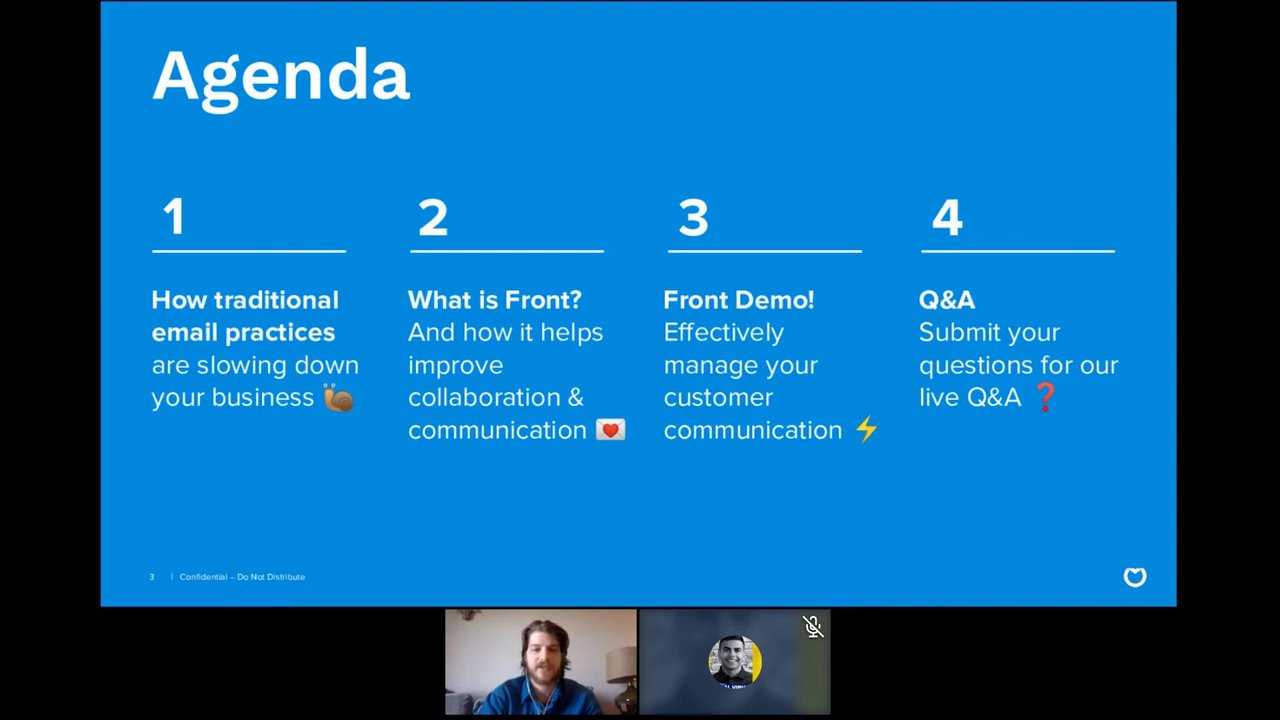 Agenda
1
How traditional
email practices
are slowing down
your business 🐌
2
What is Front?
And how it helps
improve
collaboration &
communication 💌
3
Front Demo!
Effectively
manage your
customer
communication ⚡
4
Q&A
Submit your
questions for our
live Q&A ❓
3 | Confidential – Do Not Distribute